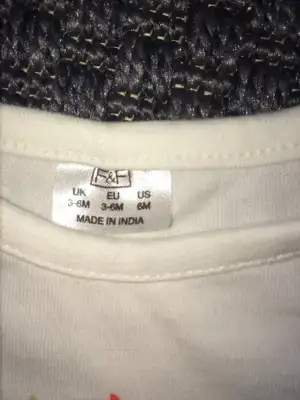 F&F
UK EU US
3-6M 3-6M 6M
MADE IN INDIA